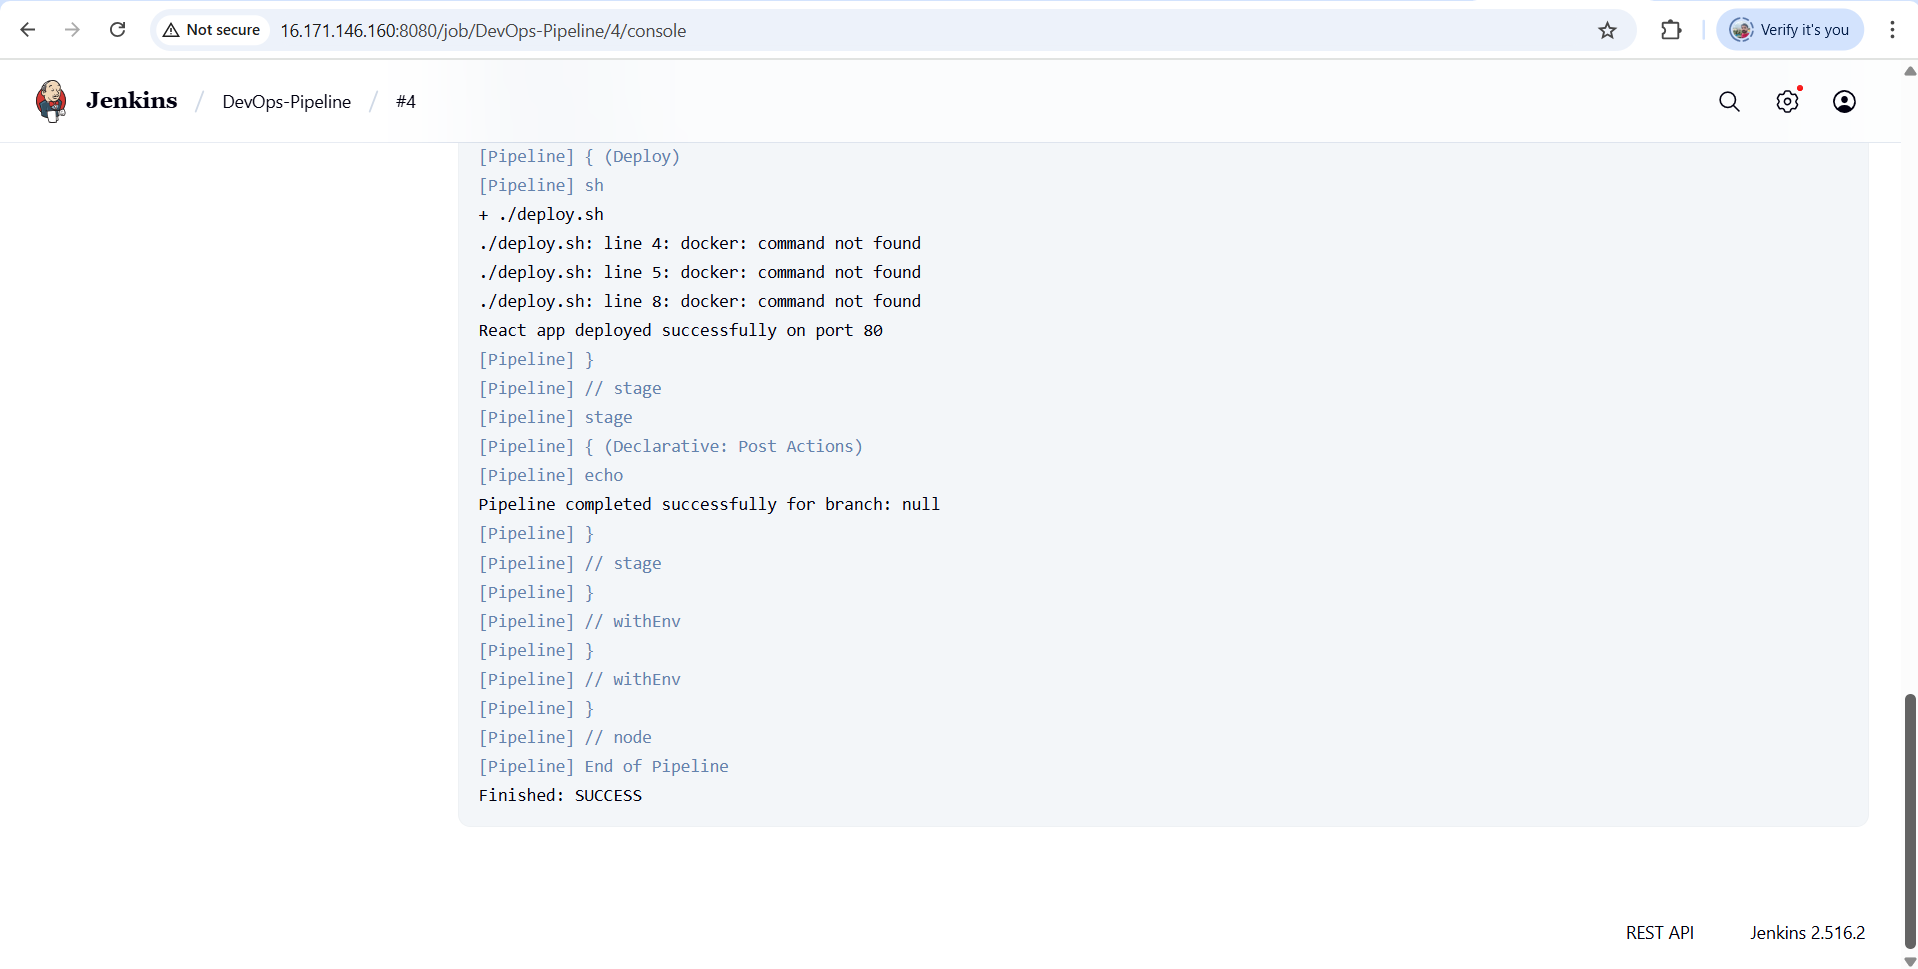 Not secure 16.171.146.160:8080/job/DevOps-Pipeline/4/console Verify it's you
Jenkins / DevOps-Pipeline / #4
[Pipeline] { (Deploy)
[Pipeline] sh
+ ./deploy.sh
./deploy.sh: line 4: docker: command not found
./deploy.sh: line 5: docker: command not found
./deploy.sh: line 8: docker: command not found
React app deployed successfully on port 80
[Pipeline] }
[Pipeline] // stage
[Pipeline] stage
[Pipeline] { (Declarative: Post Actions)
[Pipeline] echo
Pipeline completed successfully for branch: null
[Pipeline] }
[Pipeline] // stage
[Pipeline] }
[Pipeline] // withEnv
[Pipeline] }
[Pipeline] // withEnv
[Pipeline] }
[Pipeline] // node
[Pipeline] End of Pipeline
Finished: SUCCESS
REST API Jenkins 2.516.2